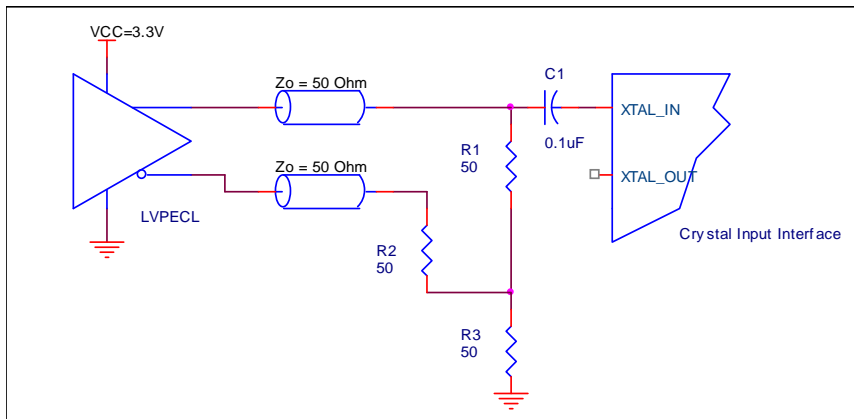 VCC=3.3V
Zo = 50 Ohm
C1
XTAL_IN
0.1uF
R1
50
Zo = 50 Ohm
XTAL_OUT
LVPECL
R2
50
Crystal Input Interface
R3
50